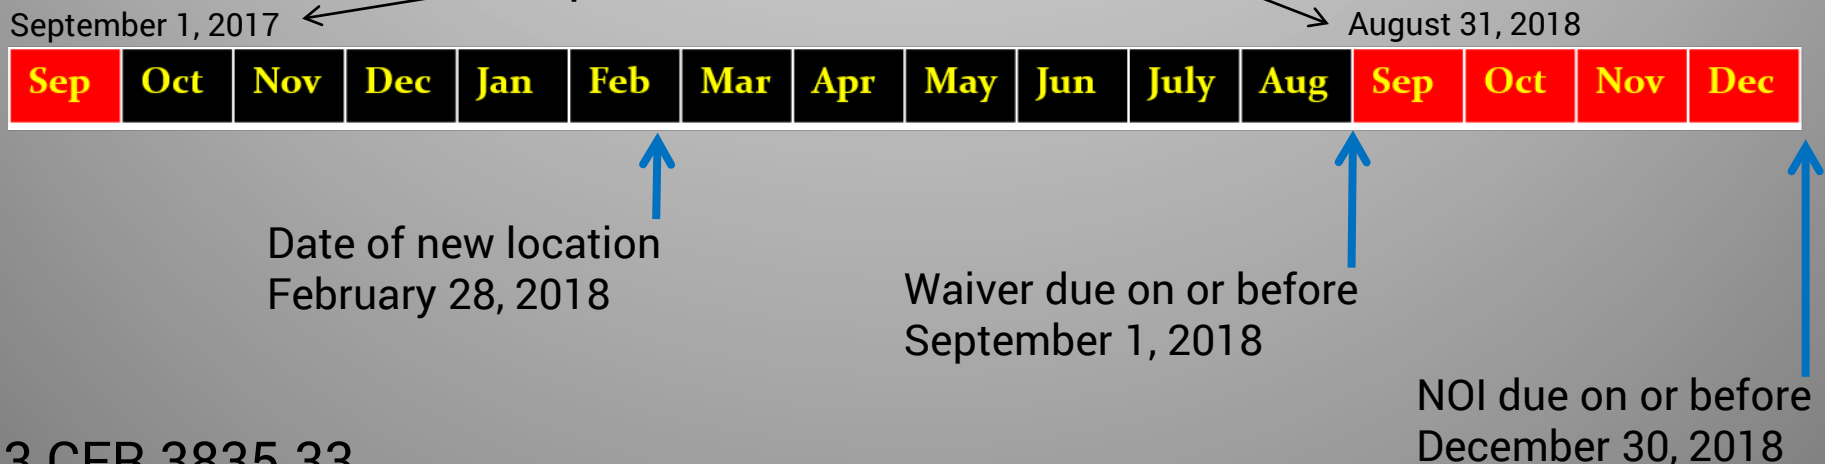 September 1, 2017
August 31, 2018
Sep Oct Nov Dec Jan Feb Mar Apr May Jun July Aug Sep Oct Nov Dec
Date of new location
February 28, 2018
Waiver due on or before
September 1, 2018
NOI due on or before
December 30, 2018
3 CFR 3835.33